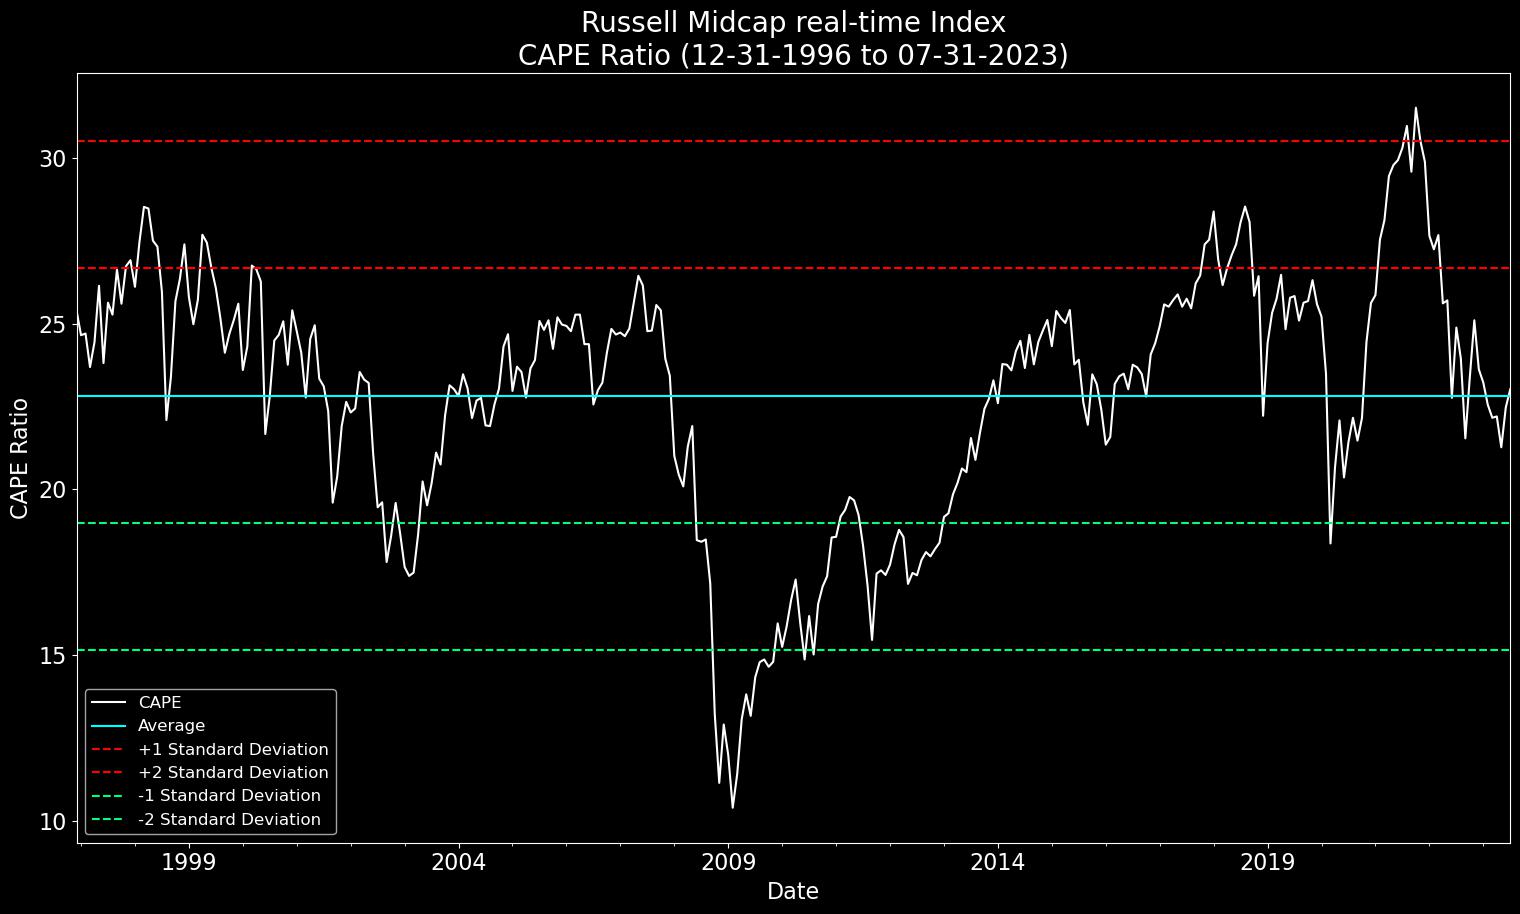 Russell Midcap real-time Index
CAPE Ratio (12-31-1996 to 07-31-2023)
CAPE Ratio
30
25
20
15
10
CAPE
Average
+1 Standard Deviation
+2 Standard Deviation
-1 Standard Deviation
-2 Standard Deviation
1999
2004
2009
2014
2019
Date